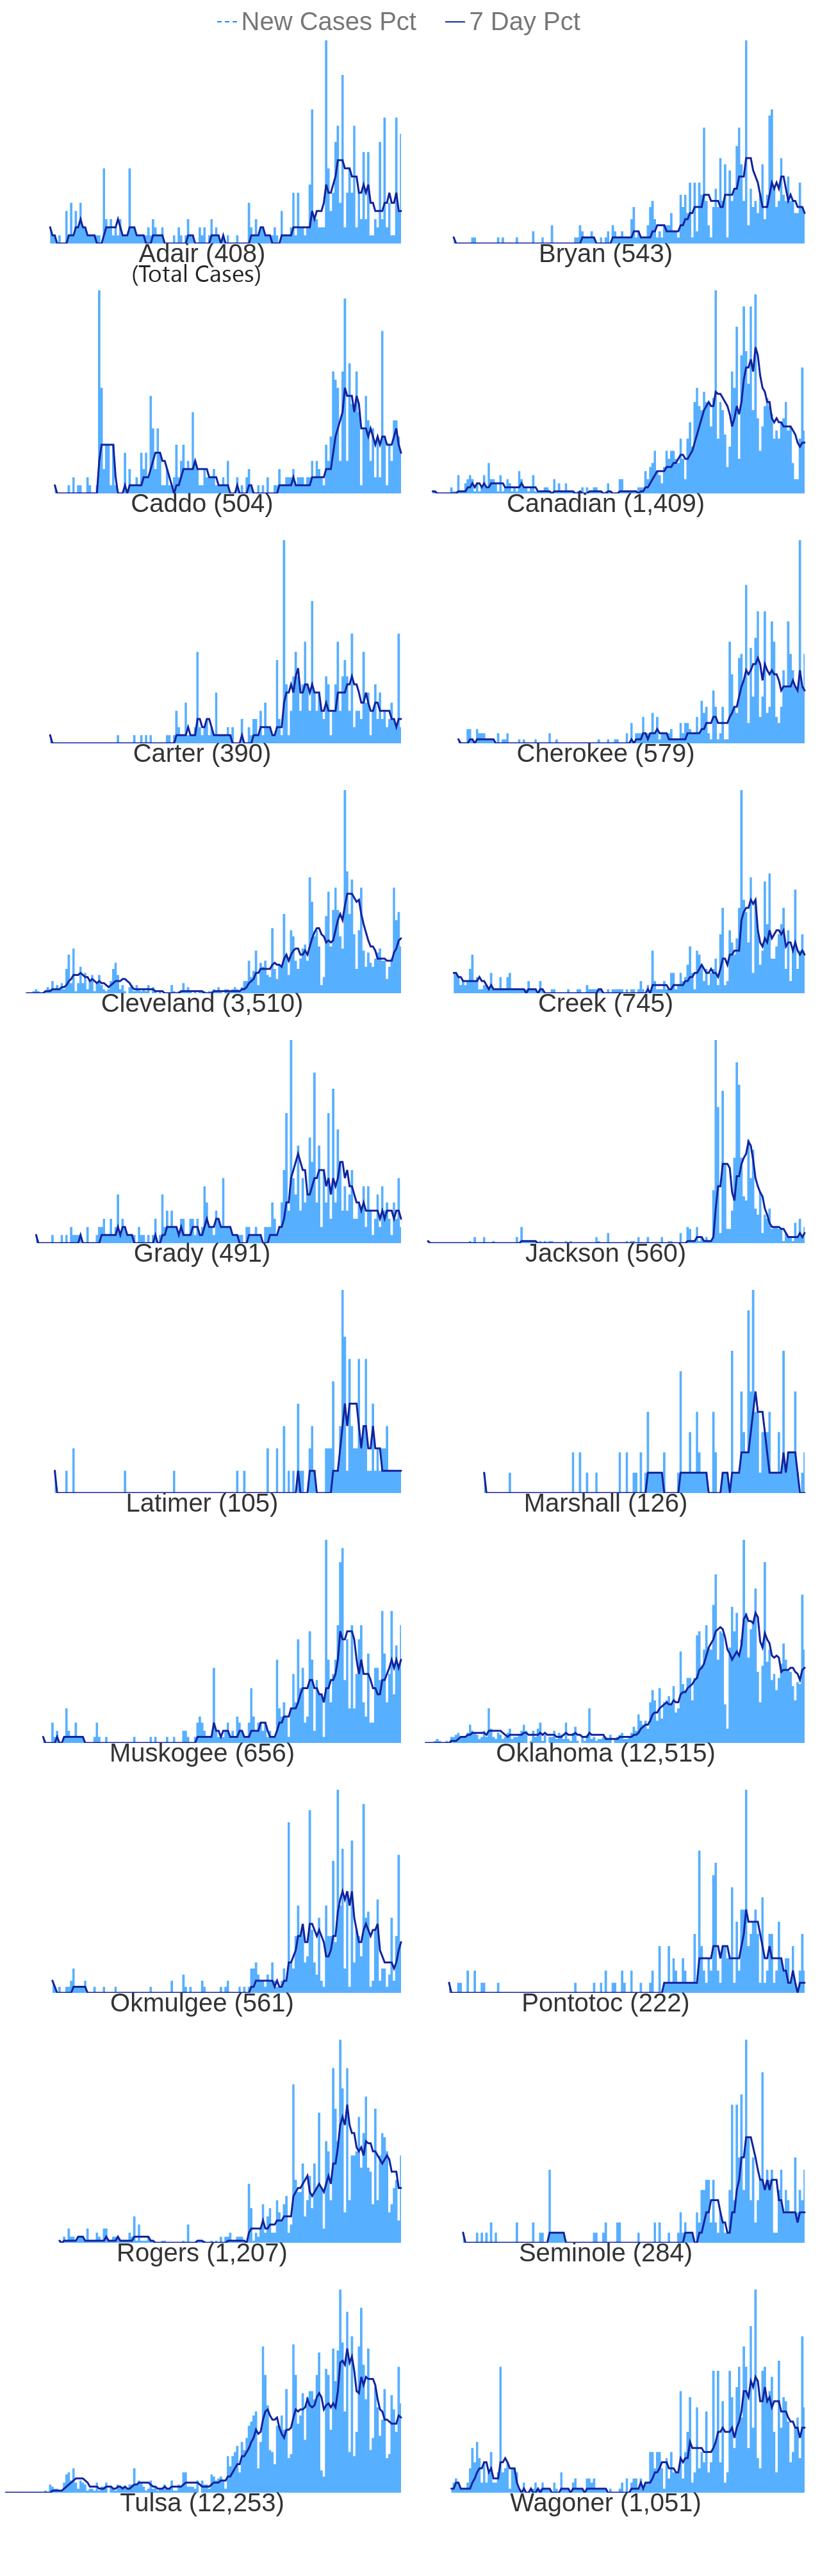 New Cases Pct 7 Day Pct
Adair (408) Bryan (543)
(Total Cases)
Caddo (504) Canadian (1,409)
Carter (390) Cherokee (579)
Cleveland (3,510) Creek (745)
Grady (491) Jackson (560)
Latimer (105) Marshall (126)
Muskogee (656) Oklahoma (12,515)
Okmulgee (561) Pontotoc (222)
Rogers (1,207) Seminole (284)
Tulsa (12,253) Wagoner (1,051)